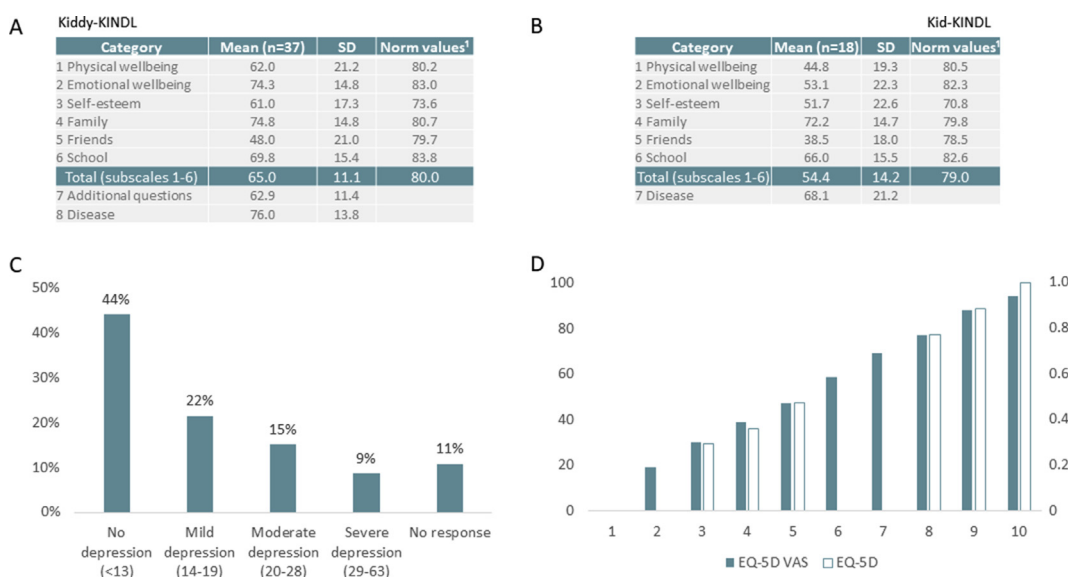 A
Kiddy-KINDL
Category Mean (n=37) SD Norm values¹
1 Physical wellbeing 62.0 21.2 80.2
2 Emotional wellbeing 74.3 14.8 83.0
3 Self-esteem 61.0 17.3 73.6
4 Family 74.8 14.8 80.7
5 Friends 48.0 21.0 79.7
6 School 69.8 15.4 83.8
Total (subscales 1-6) 65.0 11.1 80.0
7 Additional questions 62.9 11.4
8 Disease 76.0 13.8
B
Kid-KINDL
Category Mean (n=18) SD Norm values¹
1 Physical wellbeing 44.8 19.3 80.5
2 Emotional wellbeing 53.1 22.3 82.3
3 Self-esteem 51.7 22.6 70.8
4 Family 72.2 14.7 79.8
5 Friends 38.5 18.0 78.5
6 School 66.0 15.5 82.6
Total (subscales 1-6) 54.4 14.2 79.0
7 Disease 68.1 21.2
C
50%
40%
30%
20%
10%
0%
44%
22%
15%
9%
11%
No depression (<13)
Mild depression (14-19)
Moderate depression (20-28)
Severe depression (29-63)
No response
D
100
80
60
40
20
0
1.0
0.8
0.6
0.4
0.2
0
1 2 3 4 5 6 7 8 9 10
EQ-5D VAS EQ-5D